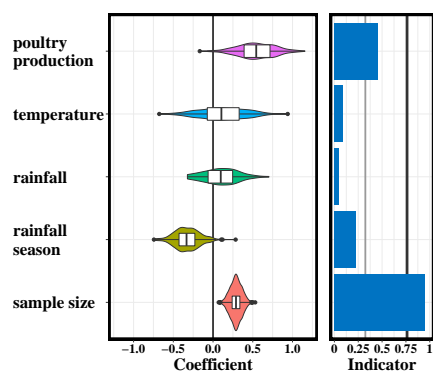 poultry
production
temperature
rainfall
rainfall
season
sample size
−1.0 −0.5 0.0 0.5 1.0
0 0.25 0.5 0.75 1
Coefficient
Indicator